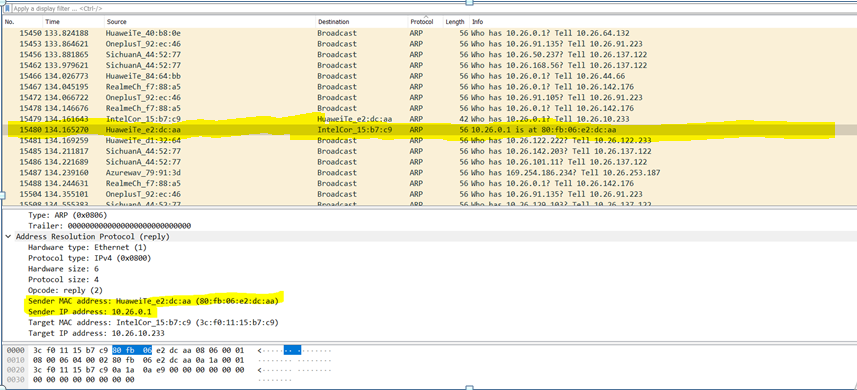 Apply a display filter ... <Ctrl-/>
No. Time Source Destination Protocol Length Info
15450 133.824188 HuaweiTe_40:b8:0e Broadcast ARP 56 Who has 10.26.0.1? Tell 10.26.64.132
15454 133.864621 OneplusT_92:ec:46 Broadcast ARP 56 Who has 10.26.91.135? Tell 10.26.91.223
15456 133.881865 SichuanA_44:52:77 Broadcast ARP 56 Who has 10.26.50.237? Tell 10.26.137.122
15462 133.979621 SichuanA_44:52:77 Broadcast ARP 56 Who has 10.26.168.56? Tell 10.26.137.122
15466 134.026773 HuaweiTe_84:64:bb Broadcast ARP 56 Who has 10.26.0.1? Tell 10.26.44.66
15467 134.045195 RealmeCh_f7:88:a5 Broadcast ARP 56 Who has 10.26.0.1? Tell 10.26.142.176
15472 134.066722 OneplusT_92:ec:46 Broadcast ARP 56 Who has 10.26.91.105? Tell 10.26.91.223
15478 134.146676 RealmeCh_f7:88:a5 Broadcast ARP 56 Who has 10.26.0.1? Tell 10.26.142.176
15479 134.161643 IntelCor_15:b7:c9 HuaweiTe_e2:dc:aa ARP 42 Who has 10.26.0.1? Tell 10.26.10.233
15480 134.165270 HuaweiTe_e2:dc:aa IntelCor_15:b7:c9 ARP 56 10.26.0.1 is at 80:fb:06:e2:dc:aa
15481 134.169259 HuaweiTe_d1:32:64 Broadcast ARP 56 Who has 10.26.122.222? Tell 10.26.122.233
15485 134.211817 SichuanA_44:52:77 Broadcast ARP 56 Who has 10.26.142.203? Tell 10.26.137.122
15486 134.221689 SichuanA_44:52:77 Broadcast ARP 56 Who has 10.26.101.11? Tell 10.26.137.122
15487 134.239160 Azurewav_79:91:3d Broadcast ARP 56 Who has 169.254.186.234? Tell 10.26.253.187
15488 134.244631 RealmeCh_f7:88:a5 Broadcast ARP 56 Who has 10.26.0.1? Tell 10.26.142.176
15504 134.355101 OneplusT_92:ec:46 Broadcast ARP 56 Who has 10.26.91.135? Tell 10.26.91.223
15508 134.555383 SichuanA_44:52:77 Broadcast ARP 56 Who has 10.26.129.103? Tell 10.26.137.122
Type: ARP (0x0806)
Trailer: 000000000000000000000000000000000000
Address Resolution Protocol (reply)
Hardware type: Ethernet (1)
Protocol type: IPv4 (0x0800)
Hardware size: 6
Protocol size: 4
Opcode: reply (2)
Sender MAC address: HuaweiTe_e2:dc:aa (80:fb:06:e2:dc:aa)
Sender IP address: 10.26.0.1
Target MAC address: IntelCor_15:b7:c9 (3c:f0:11:15:b7:c9)
Target IP address: 10.26.10.233
0000 3c f0 11 15 b7 c9 80 fb 06 e2 dc aa 08 06 00 01 <·······
0010 08 00 06 04 00 02 80 fb 06 e2 dc aa 0a 1a 00 01
0020 3c f0 11 15 b7 c9 0a 1a 0a e9 00 00 00 00 00 00 <·······
0030 00 00 00 00 00 00 00 00